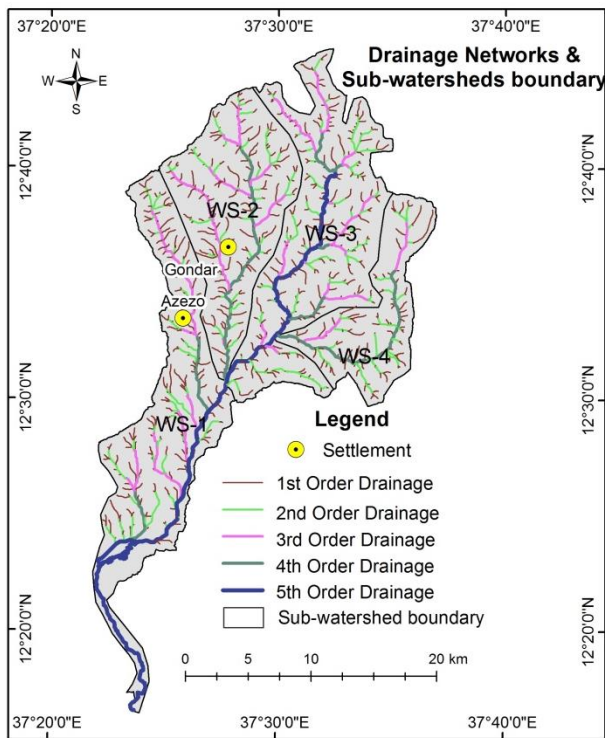 37°20'0"E 37°30'0"E 37°40'0"E
Drainage Networks &
Sub-watersheds boundary
N
W E
S
12°40'0"N 12°40'0"N
WS-2
WS-3
Gondar
Azezo
WS-4
12°30'0"N 12°30'0"N
WS-1
Legend
Settlement
1st Order Drainage
2nd Order Drainage
3rd Order Drainage
4th Order Drainage
5th Order Drainage
Sub-watershed boundary
12°20'0"N 12°20'0"N
0 5 10 20 km
37°20'0"E 37°30'0"E 37°40'0"E